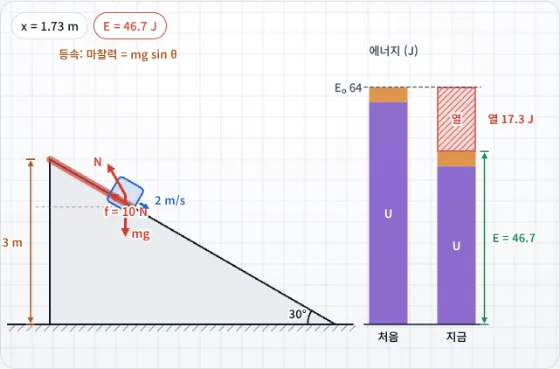 x = 1.73 m
E = 46.7 J
등속: 마찰력 = mg sin θ
에너지 (J)
E₀ 64
열
열 17.3 J
N
2 m/s
f = 10 N
mg
3 m
U
U
E = 46.7
30°
처음
지금